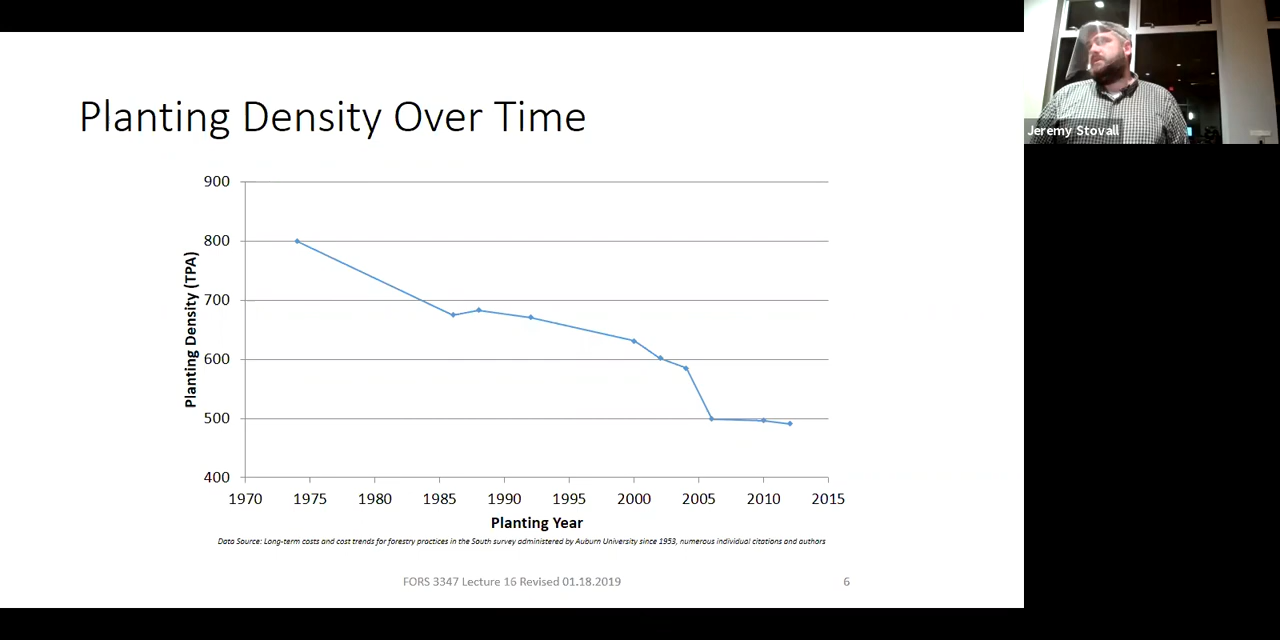 Planting Density Over Time
900
800
700
600
500
400
Planting Density (TPA)
1970 1975 1980 1985 1990 1995 2000 2005 2010 2015
Planting Year
Data Source: Long-term costs and cost trends for forestry practices in the South survey administered by Auburn University since 1953, numerous individual citations and authors
FORS 3347 Lecture 16 Revised 01.18.2019
6
Jeremy Stovall